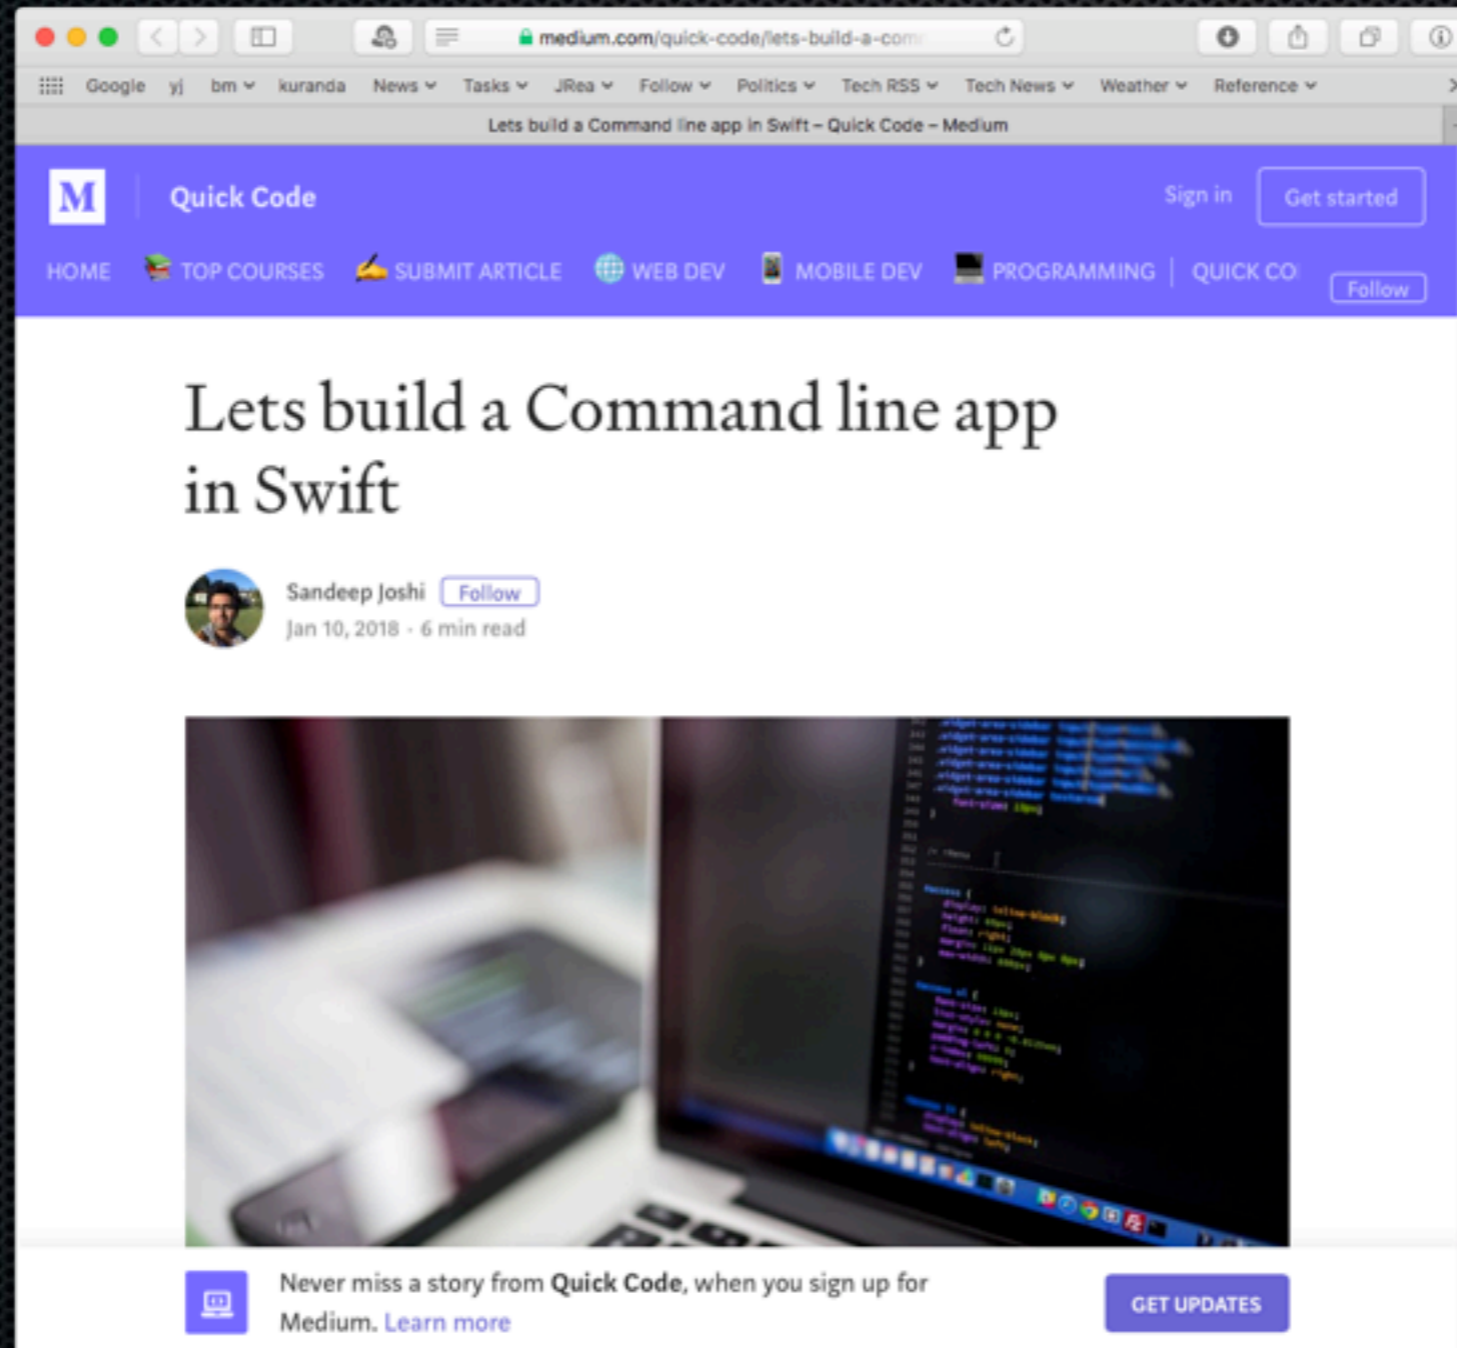 medium.com/quick-code/lets-build-a-com
Google yj bm kuranda News Tasks JRea Follow Politics Tech RSS Tech News Weather Reference
Lets build a Command line app in Swift – Quick Code – Medium
M Quick Code Sign in Get started
HOME TOP COURSES SUBMIT ARTICLE WEB DEV MOBILE DEV PROGRAMMING QUICK CO Follow
Lets build a Command line app
in Swift
Sandeep Joshi Follow
Jan 10, 2018 · 6 min read
Never miss a story from Quick Code, when you sign up for
Medium. Learn more
GET UPDATES